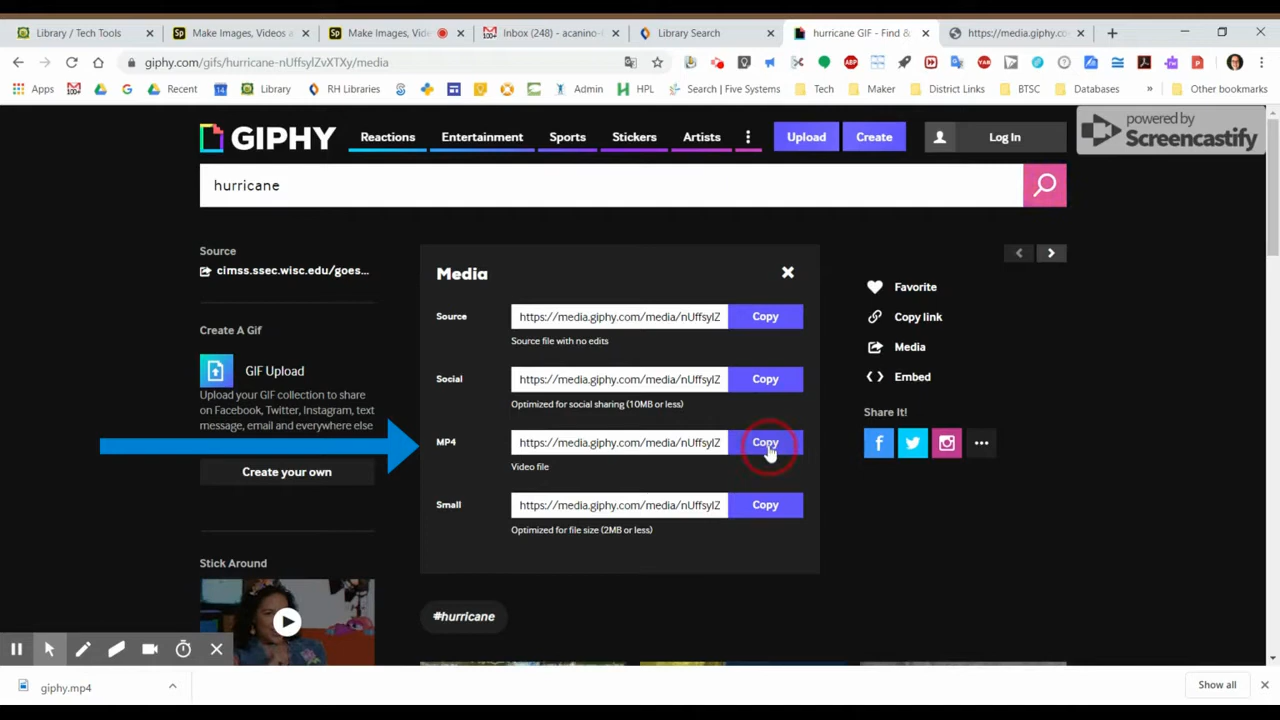 Library / Tech Tools
Make Images, Videos a
Make Images, Vide
Inbox (248) - acanino-
Library Search
hurricane GIF - Find &
https://media.giphy.co
giphy.com/gifs/hurricane-nUffsylZvXTXy/media
Apps
Recent
14
Library
RH Libraries
Admin
HPL
Search | Five Systems
Tech
Maker
District Links
BTSC
Databases
»
Other bookmarks
GIPHY
Reactions
Entertainment
Sports
Stickers
Artists
Upload
Create
Log In
powered by
Screencastify
hurricane
Source
cimss.ssec.wisc.edu/goes...
Create A Gif
GIF Upload
Upload your GIF collection to share
on Facebook, Twitter, Instagram, text
message, email and everywhere else
Create your own
Stick Around
Media
Source
https://media.giphy.com/media/nUffsylZ
Copy
Source file with no edits
Social
https://media.giphy.com/media/nUffsylZ
Copy
Optimized for social sharing (10MB or less)
MP4
https://media.giphy.com/media/nUffsylZ
Copy
Video file
Small
https://media.giphy.com/media/nUffsylZ
Copy
Optimized for file size (2MB or less)
#hurricane
Favorite
Copy link
Media
Embed
Share It!
giphy.mp4
Show all